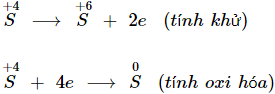 +4 +6
S ⟶ S + 2e (tính khử)
+4 0
S + 4e ⟶ S (tính oxi hóa)